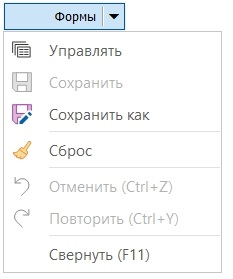 Формы
Управлять
Сохранить
Сохранить как
Сброс
Отменить (Ctrl+Z)
Повторить (Ctrl+Y)
Свернуть (F11)